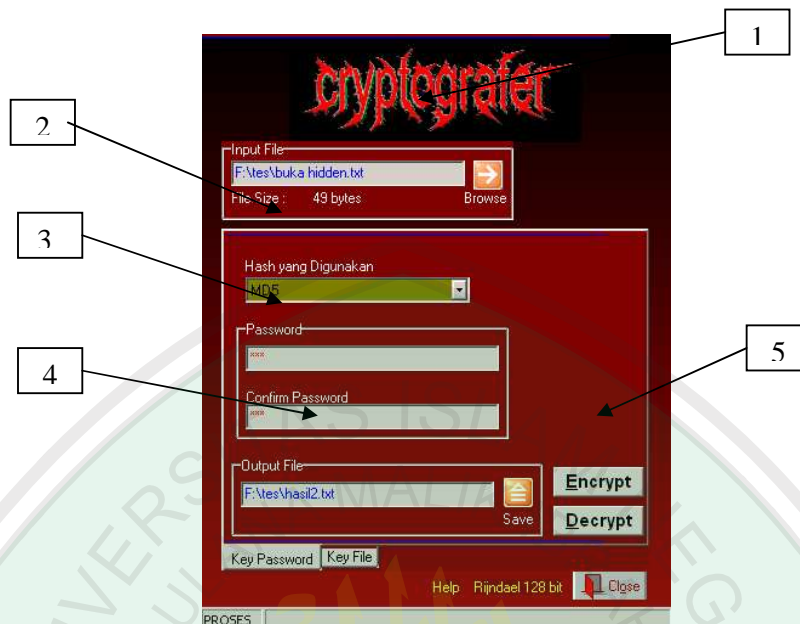 1
cryptografer
2
Input File
F:\tes\buka hidden.txt
File Size : 49 bytes
Browse
3
Hash yang Digunakan
MD5
Password
***
5
4
Confirm Password
***
Output File
F:\tes\hasil2.txt
Save
Encrypt
Decrypt
Key Password Key File
Help Rijndael 128 bit Close
PROSES